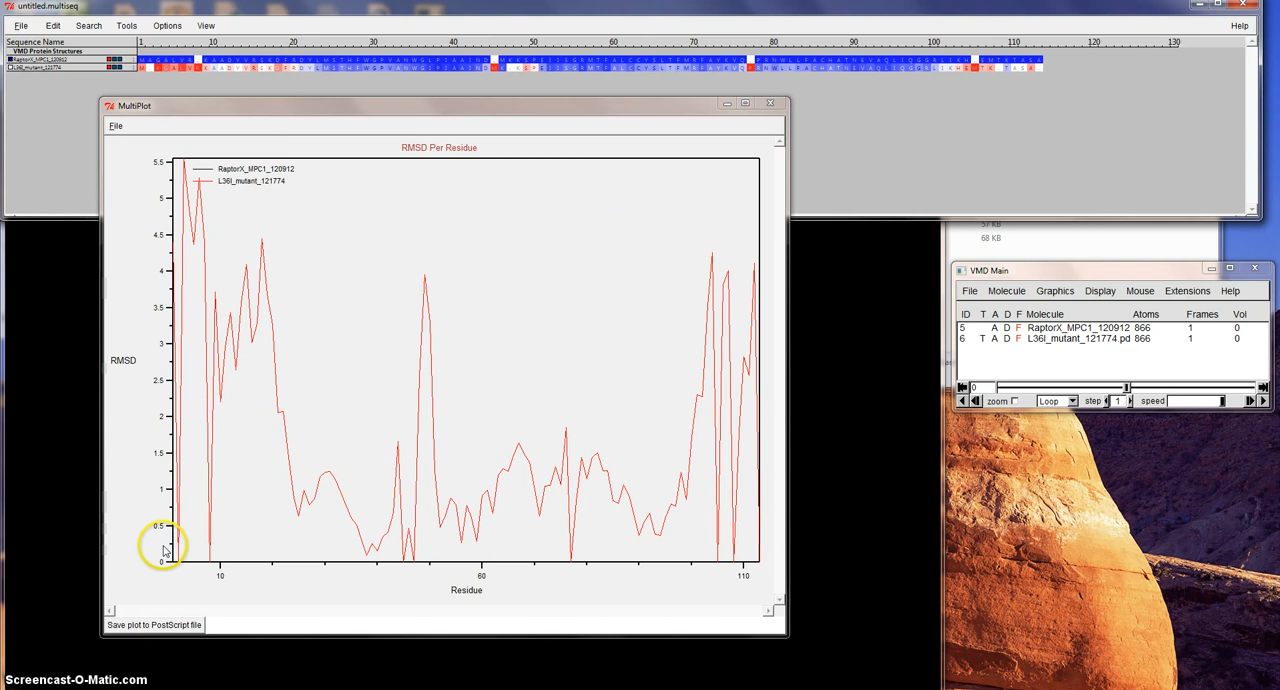 untitled.multiseq
File Edit Search Tools Options View Help
Sequence Name 1 10 20 30 40 50 60 70 80 90 100 110 120 130
VMD Protein Structures
RaptorX_MPC1_120912
L36I_mutant_121774
MultiPlot
File
RMSD Per Residue
RaptorX_MPC1_120912
L36I_mutant_121774
5.5
5
4.5
4
3.5
3
2.5
2
1.5
1
0.5
0
RMSD
10 60 110
Residue
Save plot to PostScript file
57 KB
68 KB
VMD Main
File Molecule Graphics Display Mouse Extensions Help
ID T A D F Molecule Atoms Frames Vol
5 A D F RaptorX_MPC1_120912 866 1 0
6 T A D F L36I_mutant_121774.pd 866 1 0
0
zoom Loop step 1 speed
Screencast-O-Matic.com